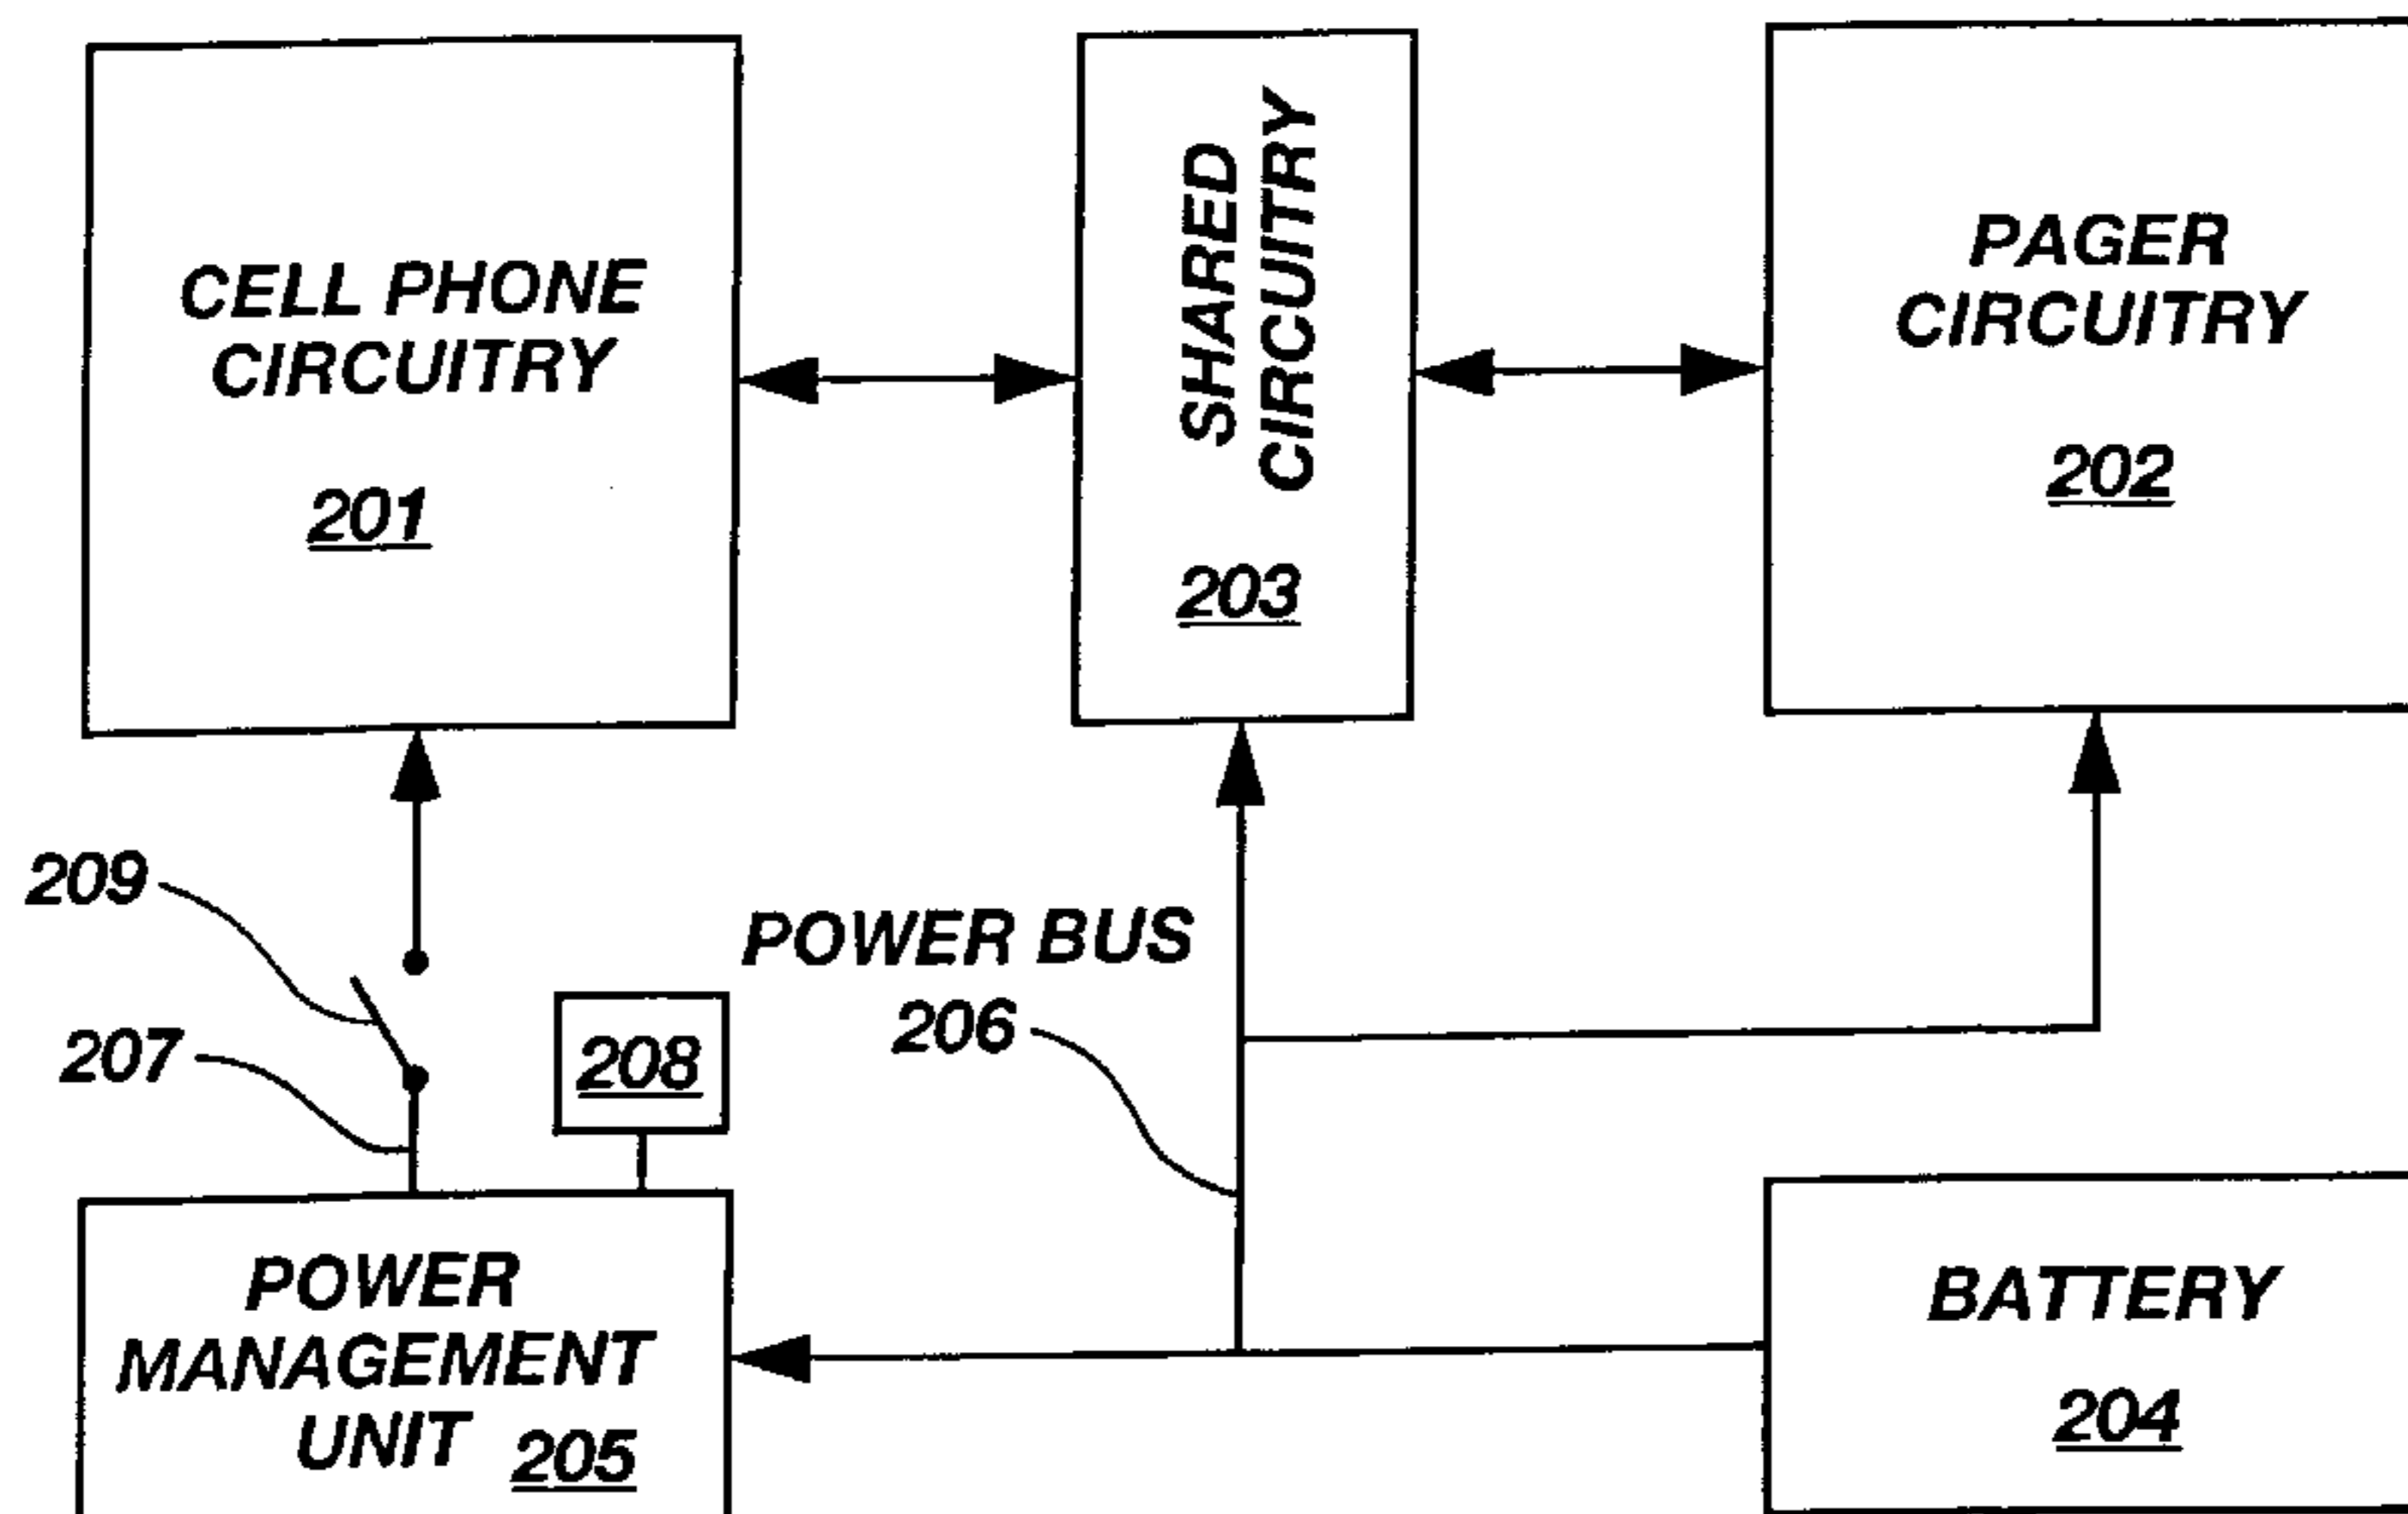 CELL PHONE
CIRCUITRY
201
SHARED
CIRCUITRY
203
PAGER
CIRCUITRY
202
209
207
208
POWER BUS
206
POWER
MANAGEMENT
UNIT 205
BATTERY
204